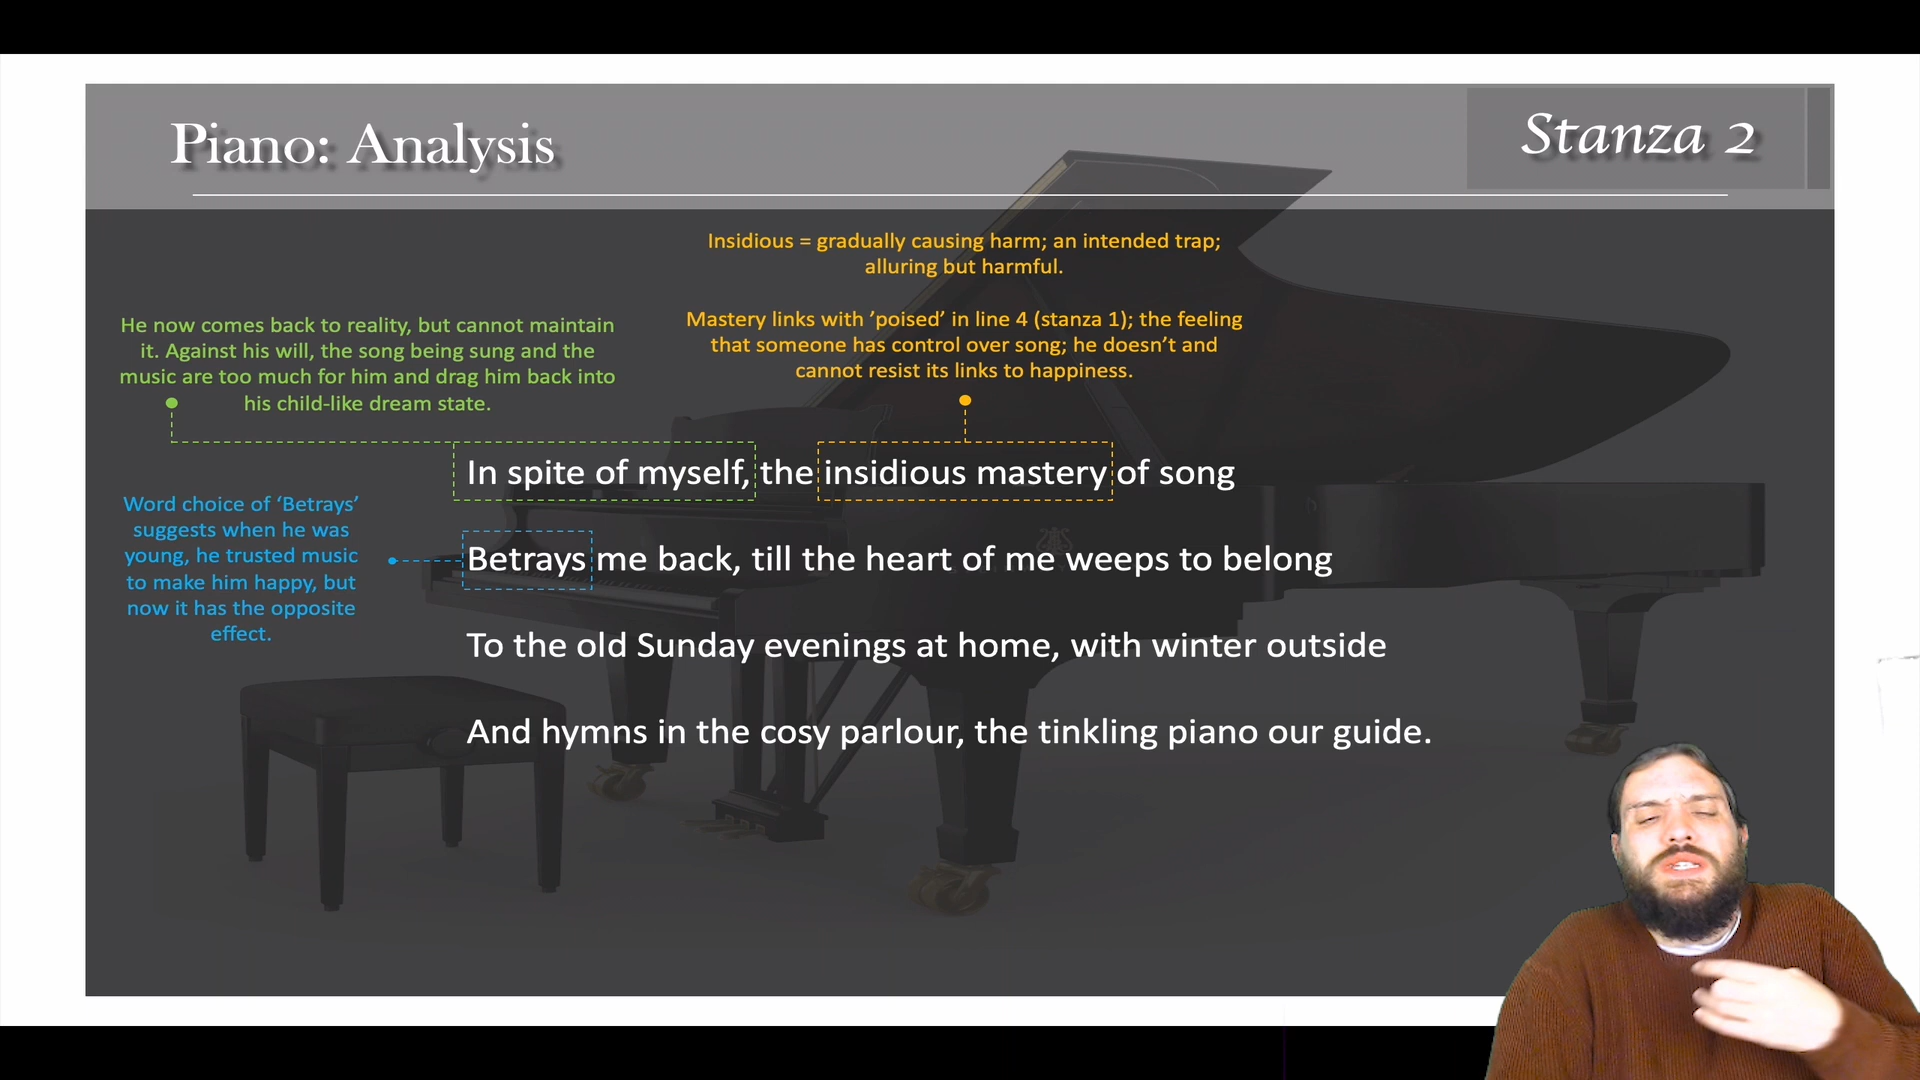 Piano: Analysis
Stanza 2
Insidious = gradually causing harm; an intended trap;
alluring but harmful.
Mastery links with ’poised’ in line 4 (stanza 1); the feeling
that someone has control over song; he doesn’t and
cannot resist its links to happiness.
He now comes back to reality, but cannot maintain
it. Against his will, the song being sung and the
music are too much for him and drag him back into
his child-like dream state.
In spite of myself, the insidious mastery of song
Word choice of ‘Betrays’
suggests when he was
young, he trusted music
to make him happy, but
now it has the opposite
effect.
Betrays me back, till the heart of me weeps to belong
To the old Sunday evenings at home, with winter outside
And hymns in the cosy parlour, the tinkling piano our guide.